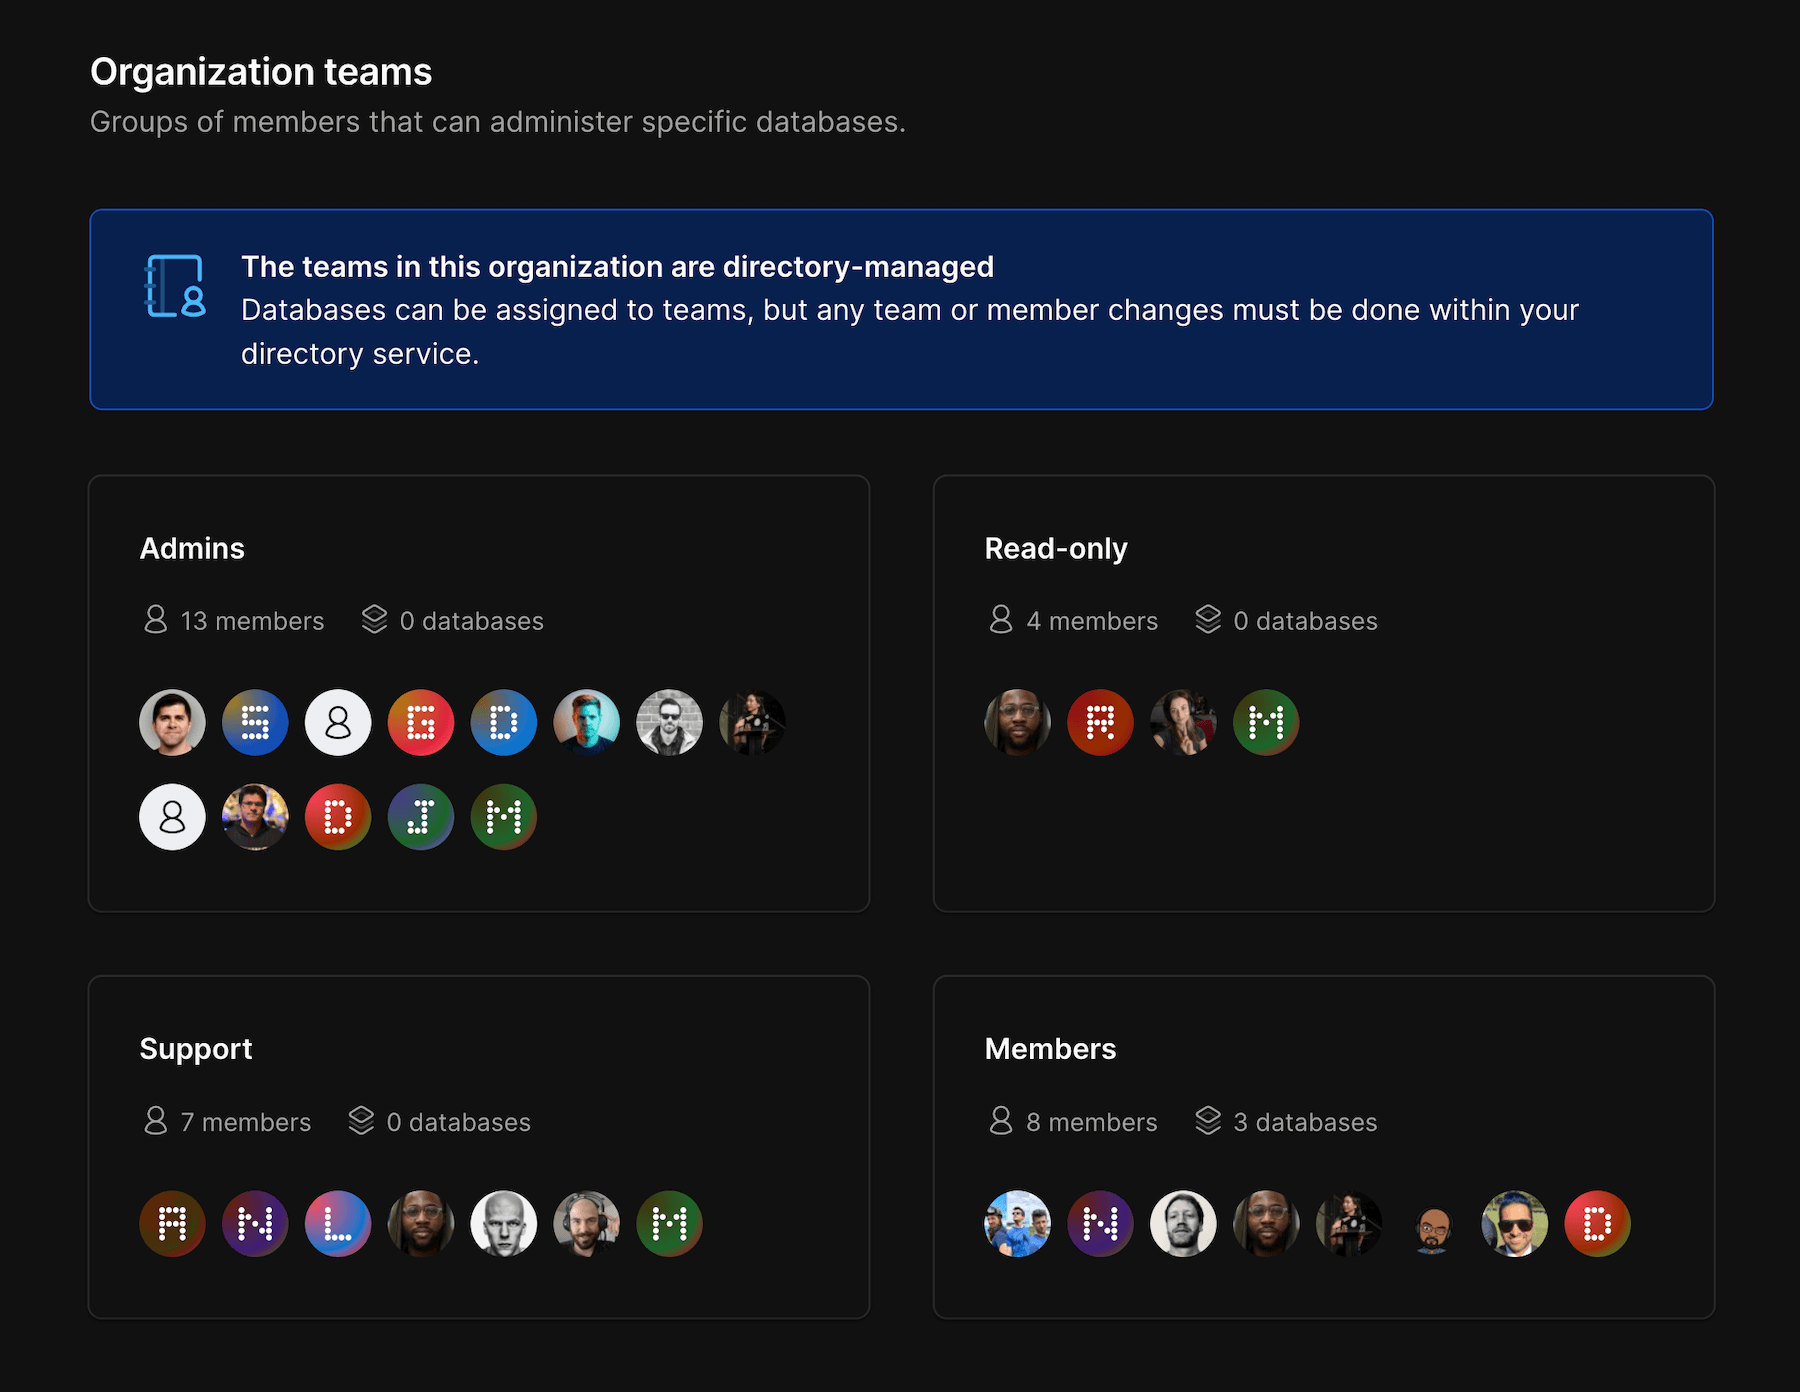 Organization teams
Groups of members that can administer specific databases.
The teams in this organization are directory-managed
Databases can be assigned to teams, but any team or member changes must be done within your
directory service.
Admins
13 members 0 databases
S G D
D J M
Read-only
4 members 0 databases
R M
Support
7 members 0 databases
A N L M
Members
8 members 3 databases
N D